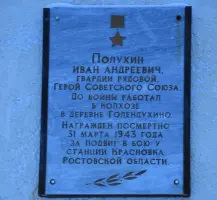 Полухин
Иван Андреевич,
гвардии рядовой,
Герой Советского Союза.
До войны работал
в колхозе
в деревне Голендухино
Награжден посмертно
31 марта 1943 года
за подвиг в бою у
станции Красновка
Ростовской области.